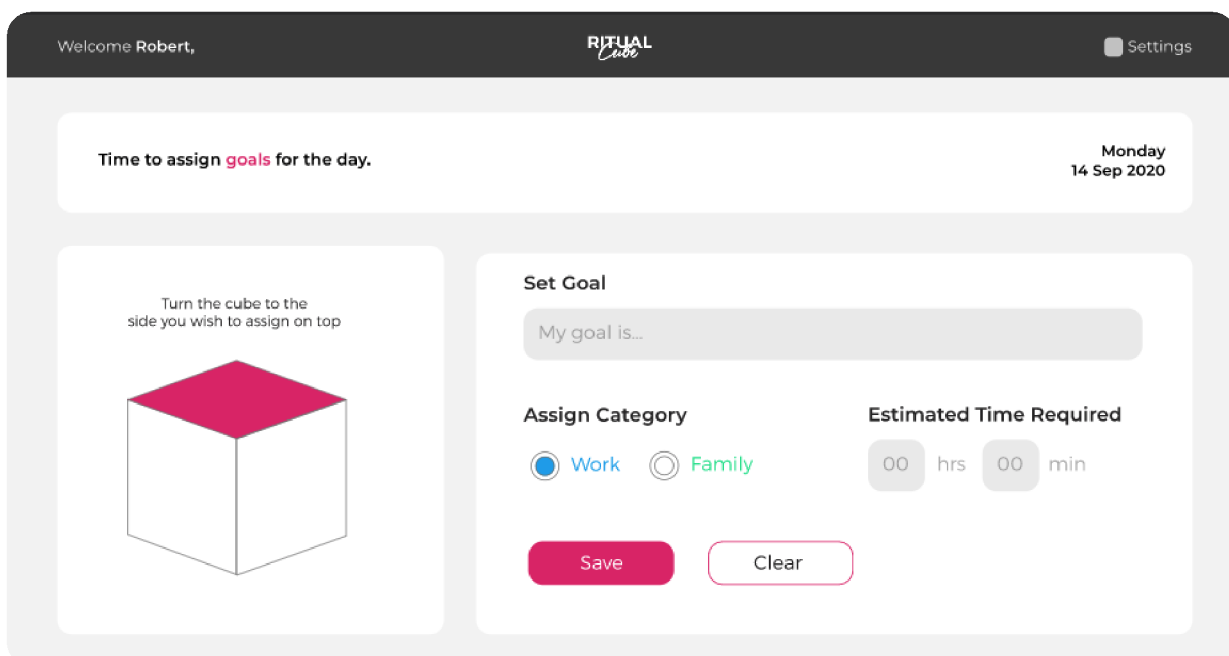 Welcome Robert,
RITUAL
Cube
Settings
Time to assign goals for the day.
Monday
14 Sep 2020
Turn the cube to the
side you wish to assign on top
Set Goal
My goal is...
Assign Category
Work
Family
Estimated Time Required
00 hrs 00 min
Save
Clear